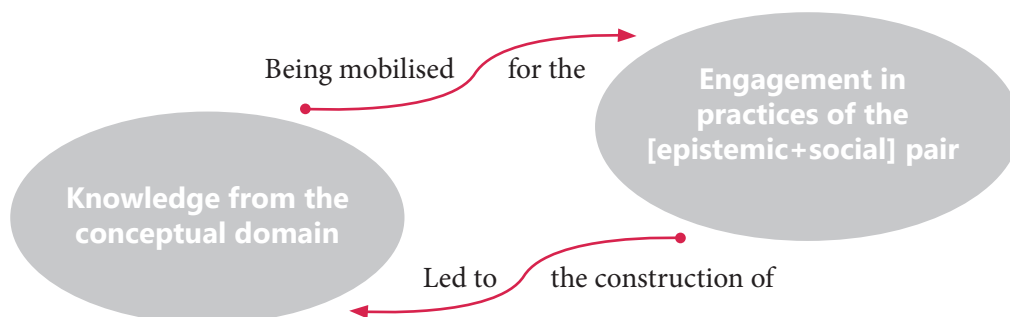 Being mobilised for the
Engagement in
practices of the
[epistemic+social] pair
Knowledge from the
conceptual domain
Led to the construction of